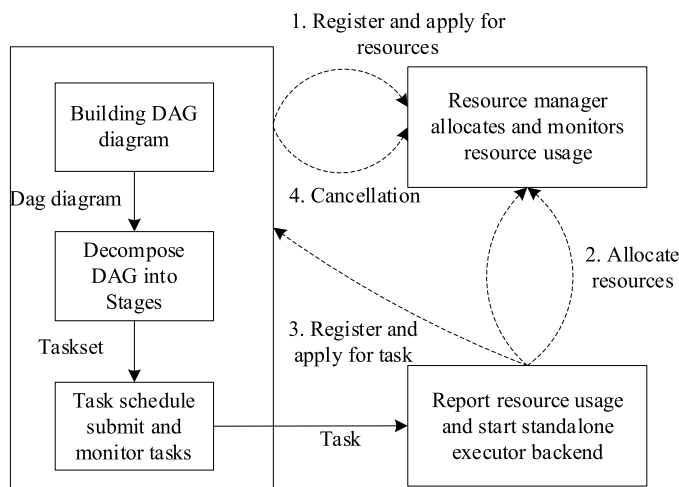 1. Register and apply for
resources
Building DAG
diagram
Resource manager
allocates and monitors
resource usage
Dag diagram
4. Cancellation
Decompose
DAG into
Stages
2. Allocate
resources
3. Register and
apply for task
Taskset
Task schedule
submit and
monitor tasks
Task
Report resource usage
and start standalone
executor backend